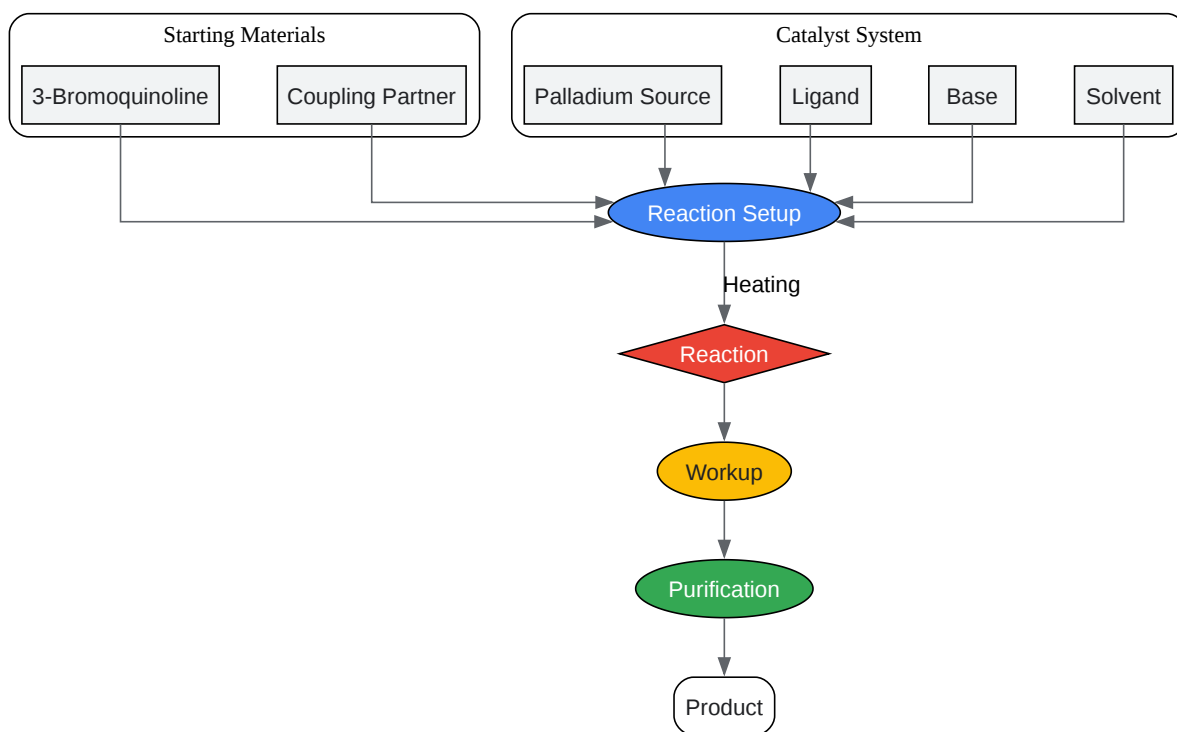 Starting Materials
Catalyst System
3-Bromoquinoline
Coupling Partner
Palladium Source
Ligand
Base
Solvent
Reaction Setup
Heating
Reaction
Workup
Purification
Product